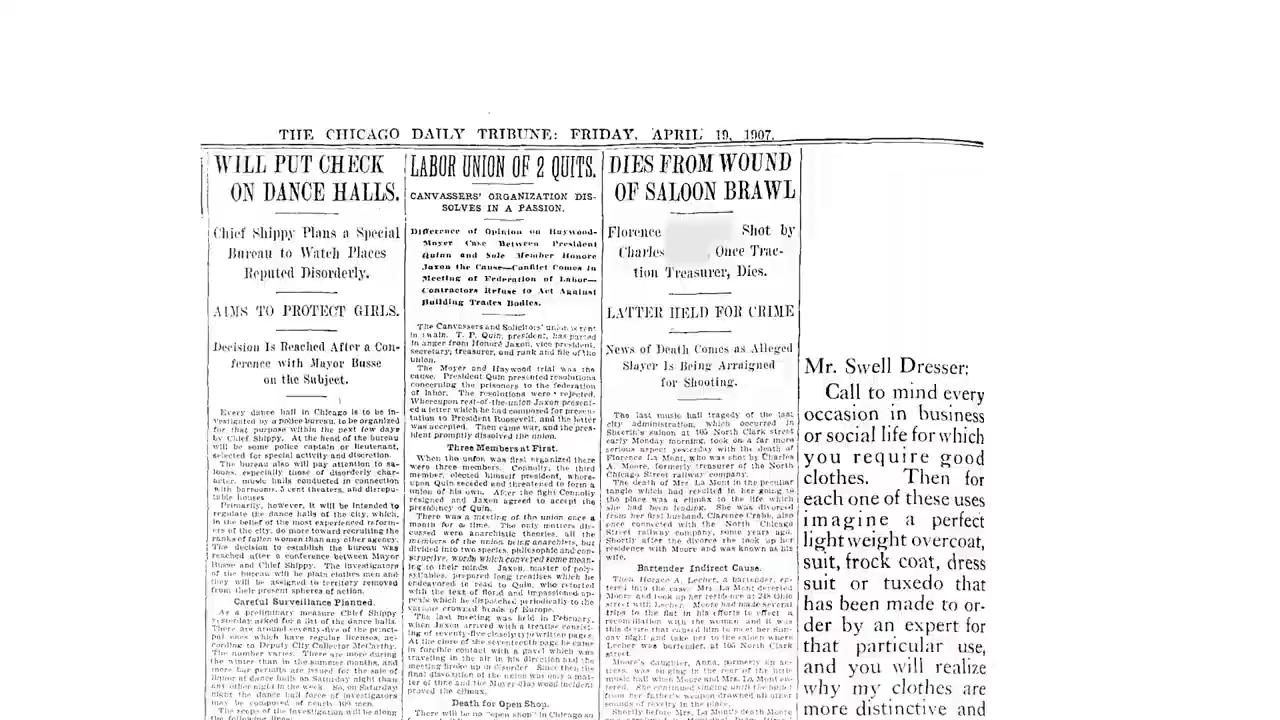 THE CHICAGO DAILY TRIBUNE: FRIDAY, APRIL 19, 1907.
WILL PUT CHECK
ON DANCE HALLS.
Chief Shippy Plans a Special
Bureau to Watch Places
Reputed Disorderly.
AIMS TO PROTECT GIRLS.
Decision Is Reached After a Con-
ference with Mayor Busse
on the Subject.
Every dance hall in Chicago is to be in-
vestigated by a police bureau, to be organized
for that purpose within the next few days
by Chief Shippy. At the head of the bureau
will be some police captain or lieutenant,
selected for special activity and discretion.
The bureau also will pay attention to sa-
loons, especially those of disorderly char-
acter, music halls conducted in connection
with barrooms, 5 cent theaters, and disrepu-
table houses
Primarily, however, it will be intended to
regulate the dance halls of the city, which,
in the belief of the most experienced reform-
ers of the city, do more toward recruiting the
ranks of fallen women than any other agency.
The decision to establish the bureau was
reached after a conference between Mayor
Busse and Chief Shippy. The investigators
of the bureau will be plain clothes men and
they will be assigned to territory removed
from their present spheres of action.
Careful Surveillance Planned.
As a preliminary measure Chief Shippy
yesterday asked for a list of the dance halls.
There are around seventy-five of the princi-
pal ones which have regular licenses, ac-
cording to Deputy City Collector McCarthy.
The number varies. There are more during
the winter than in the summer months, and
more bar permits are issued for the sale of
liquor at dance halls on Saturday night than
any other night in the week. So, on Saturday
night the dance hall force of investigators
may be composed of nearly 100 men.
The scope of the investigation will be along
the following lines:
LABOR UNION OF 2 QUITS.
CANVASSERS' ORGANIZATION DIS-
SOLVES IN A PASSION.
Difference of Opinion on Haywood-
Moyer Case Between President
Quinn and Sole Member Honore
Jaxon the Cause—Conflict Comes in
Meeting of Federation of Labor—
Contractors Refuse to Act Against
Building Trades Bodies.
The Canvassers and Solicitors' union is rent
in twain. T. P. Quin, president, has parted
in anger from Honoré Jaxon, vice president,
secretary, treasurer, and rank and file of the
union.
The Moyer and Haywood trial was the
cause. President Quin presented resolutions
concerning the prisoners to the federation
of labor. The resolutions were rejected.
Whereupon rest-of-the-union Jaxon present-
ed a letter which he had composed for presen-
tation to President Roosevelt, and the letter
was accepted. Then came war, and the pres-
ident promptly dissolved the union.
Three Members at First.
When the union was first organized there
were three members. Connolly, the third
member, elected himself president, where-
upon Quin seceded and threatened to form a
union of his own. After the fight Connolly
resigned and Jaxon agreed to accept the
presidency of Quin.
There was a meeting of the union once a
month for a time. The only matters dis-
cussed were anarchistic theories, all the
members of the union being anarchists, but
divided into two species, philosophic and con-
structive, words which conveyed some mean-
ing to their minds. Jaxon, master of poly-
syllables, prepared long treatises which he
endeavored to read to Quin, who retorted
with the text of florid and impassioned ap-
peals which he dispatched periodically to the
various crowned heads of Europe.
The last meeting was held in February,
when Jaxon arrived with a treatise consist-
ing of seventy-five closely typewritten pages.
At the close of the seventeenth page he came
in forcible contact with a gavel which was
traveling in the air in his direction and the
meeting broke up in disorder. Since then the
final dissolution of the union was only a mat-
ter of time and the Moyer-Haywood incident
proved the climax.
Death for Open Shop.
There will be no "open shop" in Chicago so
DIES FROM WOUND
OF SALOON BRAWL
Florence Shot by
Charles , Once Trac-
tion Treasurer, Dies.
LATTER HELD FOR CRIME
News of Death Comes as Alleged
Slayer Is Being Arraigned
for Shooting.
The last music hall tragedy of the last
city administration, which occurred in
saloon at 105 North Clark street
early Monday morning, took on a far more
serious aspect yesterday with the death of
Florence La Mont, who was shot by Charles
A. Moore, formerly treasurer of the North
Chicago Street railway company.
The death of Mrs. La Mont in the peculiar
tangle which had resulted in her going to
the place was a climax to the life which
she had been leading. She was divorced
from her first husband, Clarence Crabb, also
once connected with the North Chicago
Street railway company, some years ago.
Shortly after the divorce she took up her
residence with Moore and was known as his
wife.
Bartender Indirect Cause.
Then Horace A. Lecher, a bartender, en-
tered into the case. Mrs. La Mont deserted
Moore and took up her residence at 248 Ohio
street with Lecher. Moore had made several
trips to the flat in his efforts to effect a
reconciliation with the woman and it was
this desire that caused him to meet her Sun-
day night and take her to the saloon where
Lecher was bartender, at 105 North Clark
street.
Moore's daughter, Anna, formerly an ac-
tress, was singing at the rear of the little
music hall when Moore and Mrs. La Mont en-
tered. She continued singing until the
from her father's weapon drowned all other
sounds of revelry in the place.
Shortly before Mrs. La Mont's death Moore
Mr. Swell Dresser:
Call to mind every
occasion in business
or social life for which
you require good
clothes. Then for
each one of these uses
imagine a perfect
light weight overcoat,
suit, frock coat, dress
suit or tuxedo that
has been made to or-
der by an expert for
that particular use,
and you will realize
why my clothes are
more distinctive and